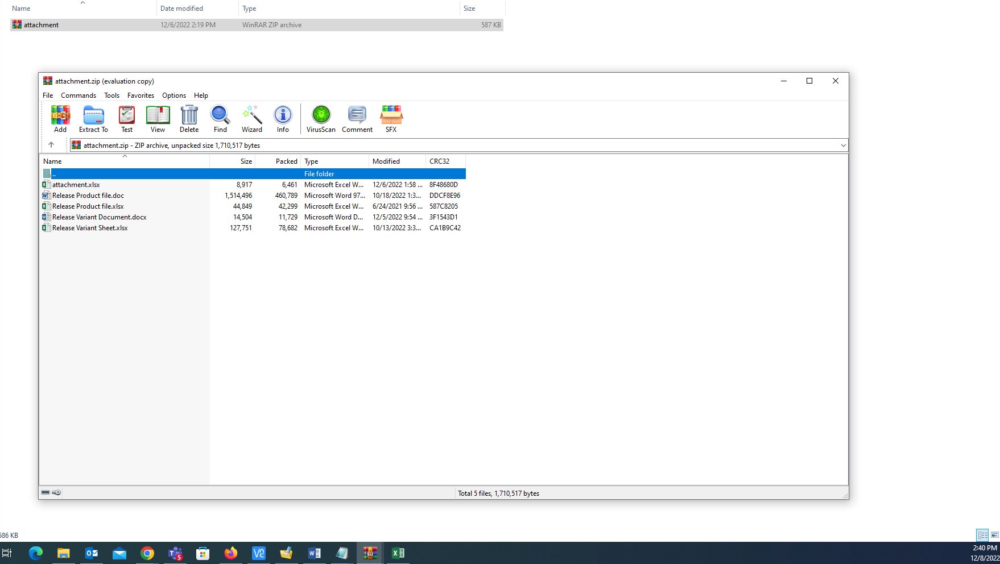 Name Date modified Type Size
attachment 12/6/2022 2:19 PM WinRAR ZIP archive 587 KB
attachment.zip (evaluation copy)
File Commands Tools Favorites Options Help
Add Extract To Test View Delete Find Wizard Info VirusScan Comment SFX
attachment.zip - ZIP archive, unpacked size 1,710,517 bytes
Name Size Packed Type Modified CRC32
.. File folder
attachment.xlsx 8,917 6,461 Microsoft Excel W... 12/6/2022 1:58 ... 8F48680D
Release Product file.doc 1,514,496 460,789 Microsoft Word 97... 10/18/2022 1:3... DDCF8E96
Release Product file.xlsx 44,849 42,299 Microsoft Excel W... 6/24/2021 9:56 ... 587C8205
Release Variant Document.docx 14,504 11,729 Microsoft Word D... 12/5/2022 9:54 ... 3F1543D1
Release Variant Sheet.xlsx 127,751 78,682 Microsoft Excel W... 10/13/2022 3:3... CA1B9C42
Total 5 files, 1,710,517 bytes
586 KB
5
2:40 PM
12/8/2022